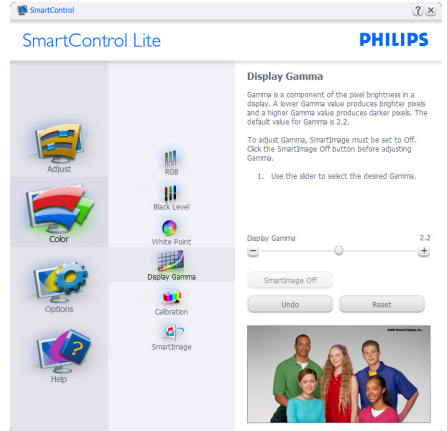 SmartControl
SmartControl Lite
PHILIPS
Adjust
Color
Options
Help
RGB
Black Level
White Point
Display Gamma
Calibration
SmartImage
Display Gamma
Gamma is a component of the pixel brightness in a
display. A lower Gamma value produces brighter pixels
and a higher Gamma value produces darker pixels. The
default value for Gamma is 2.2.
To adjust Gamma, SmartImage must be set to Off.
Click the SmartImage Off button before adjusting
Gamma.
1. Use the slider to select the desired Gamma.
Display Gamma 2.2
SmartImage Off
Undo Reset